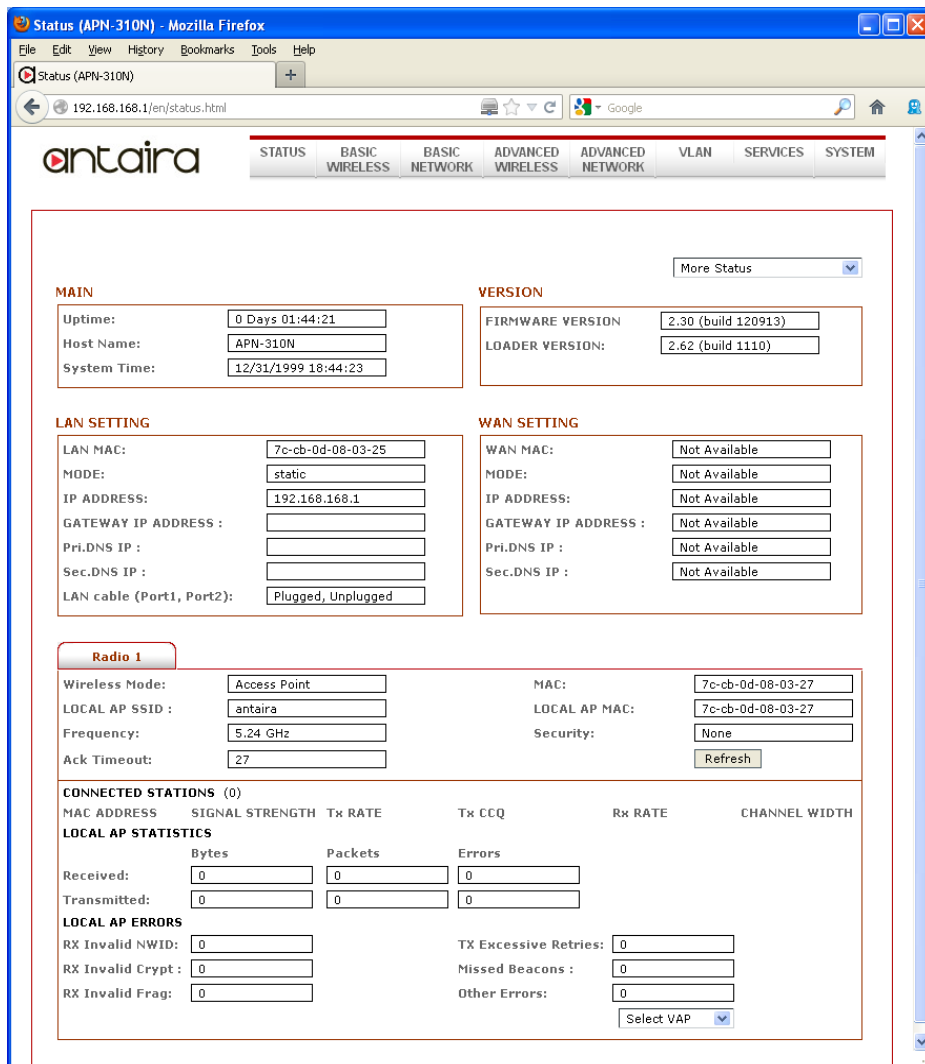 Status (APN-310N) - Mozilla Firefox
File Edit View History Bookmarks Tools Help
Status (APN-310N) +
192.168.168.1/en/status.html Google
antaira
STATUS BASIC WIRELESS BASIC NETWORK ADVANCED WIRELESS ADVANCED NETWORK VLAN SERVICES SYSTEM
More Status
MAIN
Uptime: 0 Days 01:44:21
Host Name: APN-310N
System Time: 12/31/1999 18:44:23
VERSION
FIRMWARE VERSION 2.30 (build 120913)
LOADER VERSION: 2.62 (build 1110)
LAN SETTING
LAN MAC: 7c-cb-0d-08-03-25
MODE: static
IP ADDRESS: 192.168.168.1
GATEWAY IP ADDRESS :
Pri.DNS IP :
Sec.DNS IP :
LAN cable (Port1, Port2): Plugged, Unplugged
WAN SETTING
WAN MAC: Not Available
MODE: Not Available
IP ADDRESS: Not Available
GATEWAY IP ADDRESS : Not Available
Pri.DNS IP : Not Available
Sec.DNS IP : Not Available
Radio 1
Wireless Mode: Access Point MAC: 7c-cb-0d-08-03-27
LOCAL AP SSID : antaira LOCAL AP MAC: 7c-cb-0d-08-03-27
Frequency: 5.24 GHz Security: None
Ack Timeout: 27 Refresh
CONNECTED STATIONS (0)
MAC ADDRESS SIGNAL STRENGTH Tx RATE Tx CCQ Rx RATE CHANNEL WIDTH
LOCAL AP STATISTICS
Bytes Packets Errors
Received: 0 0 0
Transmitted: 0 0 0
LOCAL AP ERRORS
RX Invalid NWID: 0 TX Excessive Retries: 0
RX Invalid Crypt : 0 Missed Beacons : 0
RX Invalid Frag: 0 Other Errors: 0
Select VAP